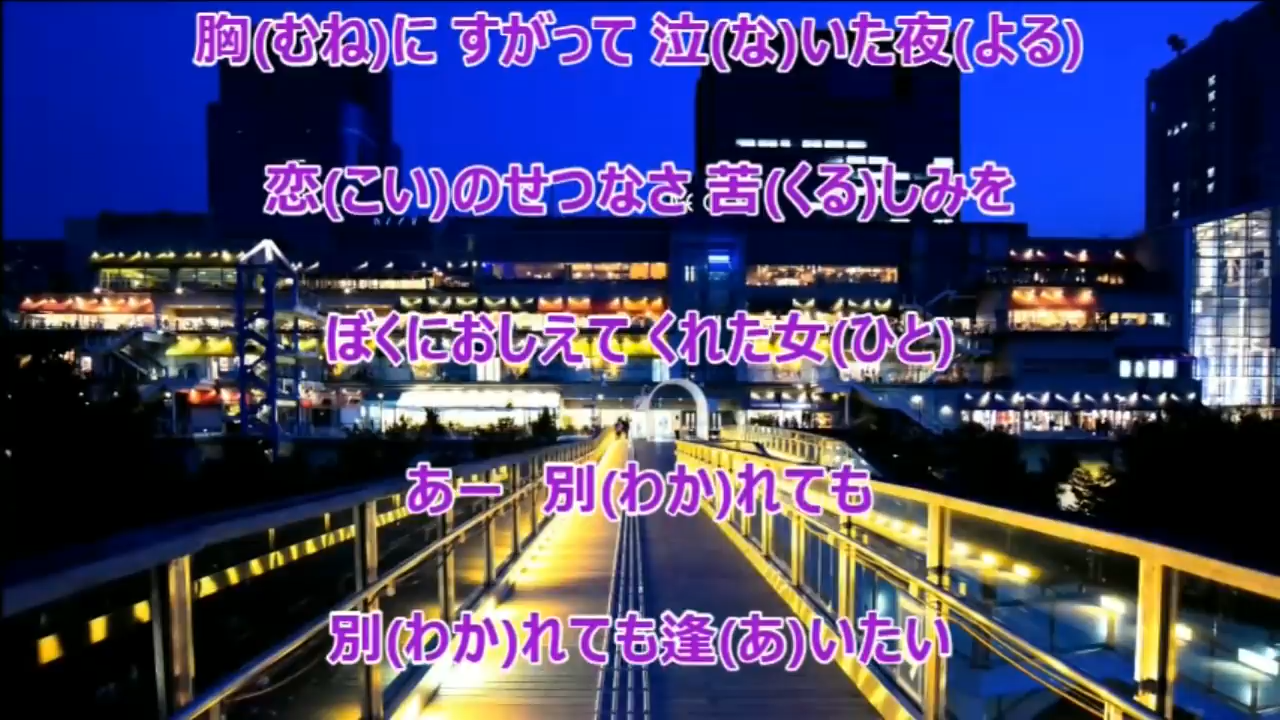 胸(むね)に すがって 泣(な)いた夜(よる)
恋(こい)のせつなさ 苦(くる)しみを
ぼくにおしえて くれた女(ひと)
あー 別(わか)れても
別(わか)れても逢(あ)いたい